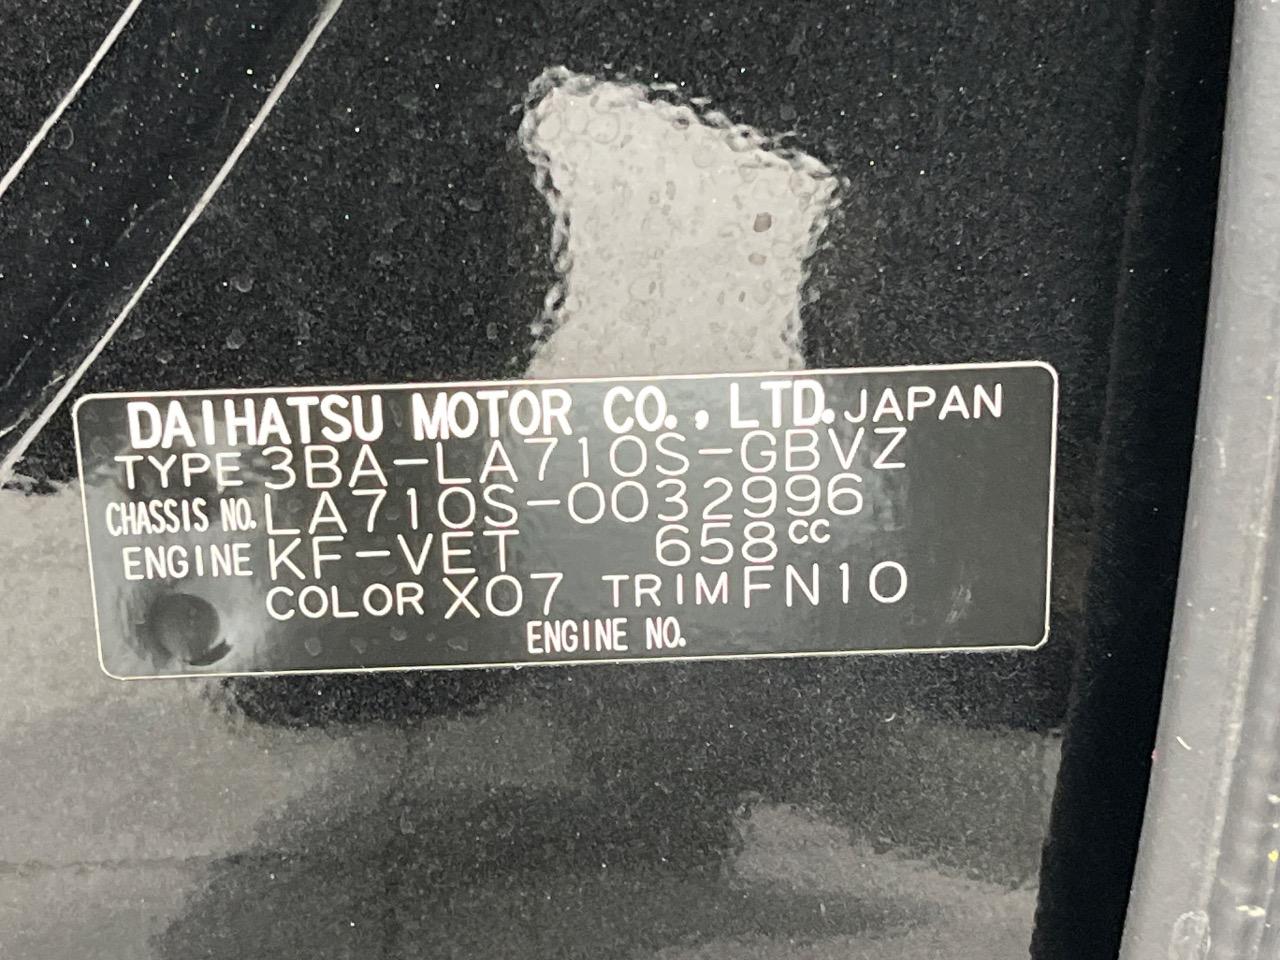 DAIHATSU MOTOR CO., LTD. JAPAN
TYPE 3BA-LA710S-GBVZ
CHASSIS NO. LA710S-0032996
ENGINE KF-VET 658cc
COLOR X07 TRIM FN10
ENGINE NO.